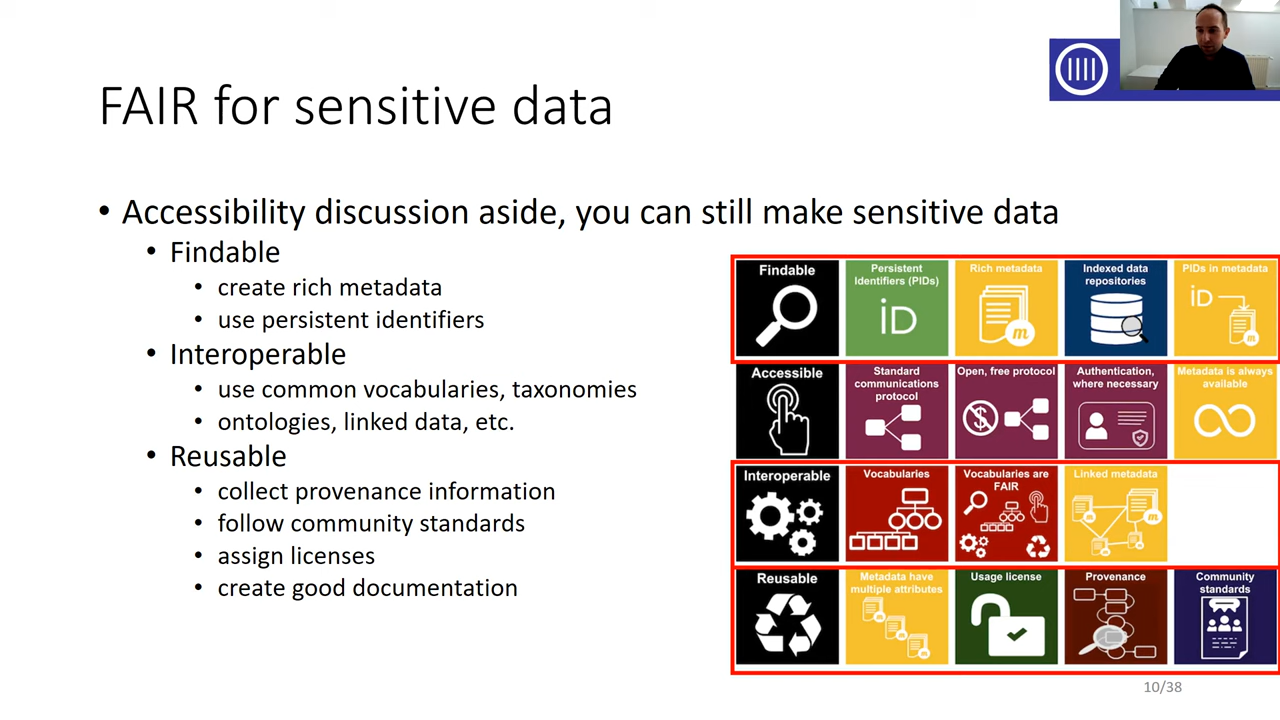 FAIR for sensitive data
• Accessibility discussion aside, you can still make sensitive data
• Findable
• create rich metadata
• use persistent identifiers
• Interoperable
• use common vocabularies, taxonomies
• ontologies, linked data, etc.
• Reusable
• collect provenance information
• follow community standards
• assign licenses
• create good documentation
Findable
Persistent
Identifiers (PIDs)
iD
Rich metadata
m
Indexed data
repositories
PIDs in metadata
iD
m
Accessible
Standard
communications
protocol
Open, free protocol
$
Authentication,
where necessary
Metadata is always
available
Interoperable
Vocabularies
Vocabularies are
FAIR
Linked metadata
m
m
m
m
Reusable
Metadata have
multiple attributes
m
m
m
Usage license
Provenance
Community
standards
10/38